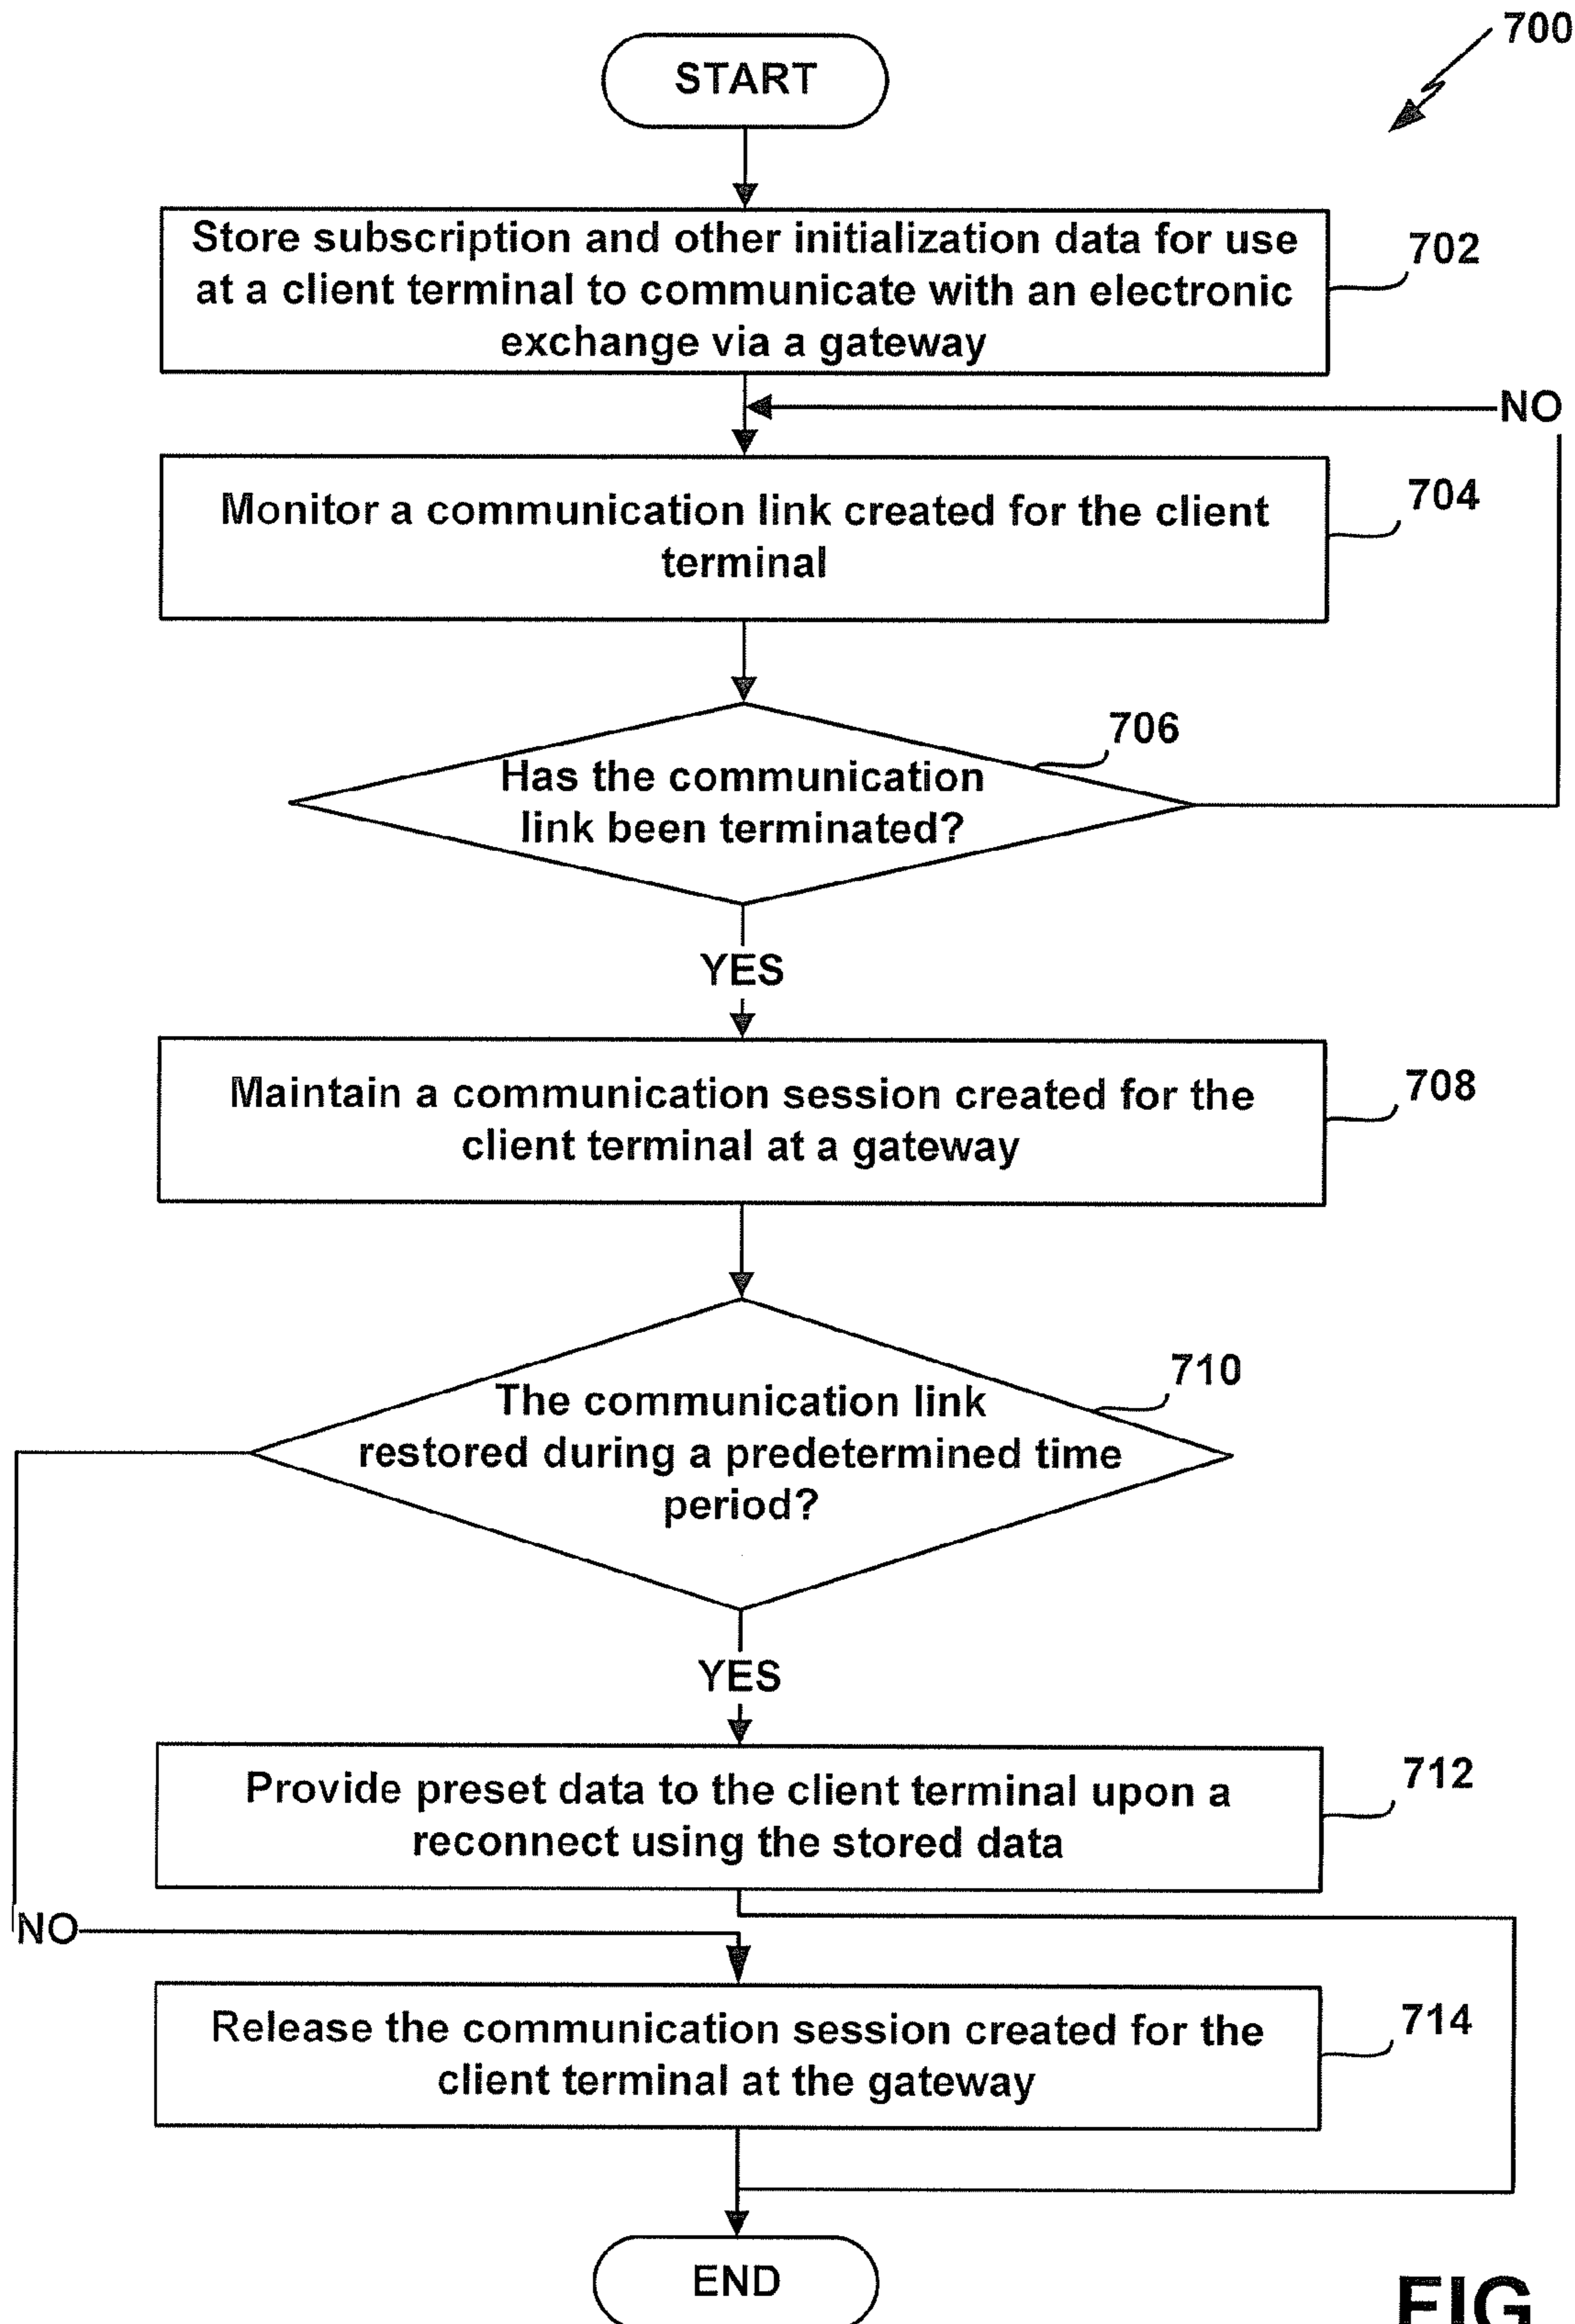 700
START
Store subscription and other initialization data for use
at a client terminal to communicate with an electronic
exchange via a gateway
702
NO
Monitor a communication link created for the client
terminal
704
706
Has the communication
link been terminated?
YES
Maintain a communication session created for the
client terminal at a gateway
708
710
The communication link
restored during a predetermined time
period?
YES
Provide preset data to the client terminal upon a
reconnect using the stored data
712
NO
Release the communication session created for the
client terminal at the gateway
714
END
FIG